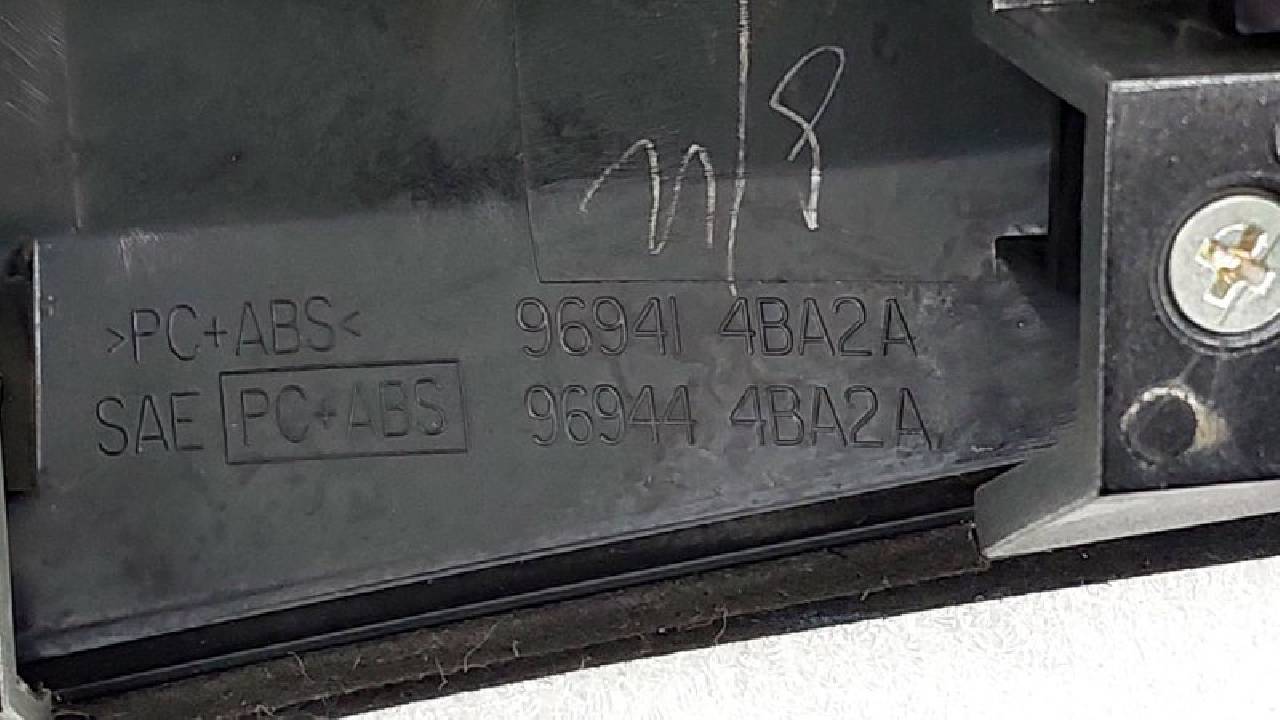 >PC+ABS< 96941 4BA2A
SAE PC+ABS 96944 4BA2A